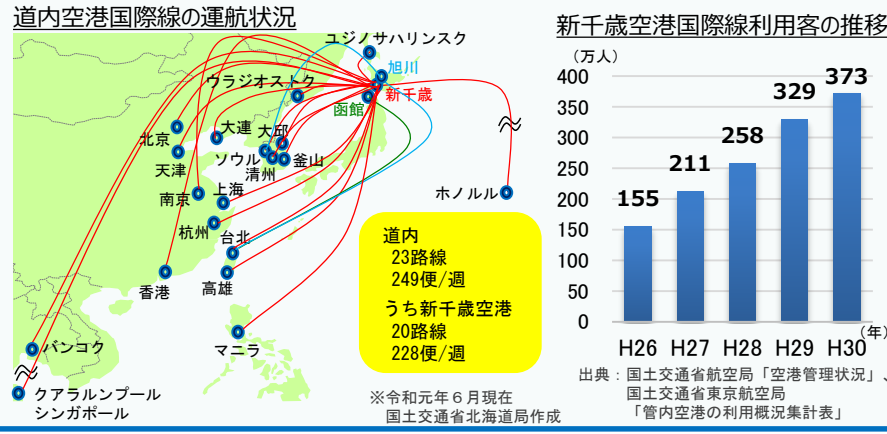 道内空港国際線の運航状況
ユジノサハリンスク
旭川
ウラジオストク
新千歳
函館
北京
大連
大邱
天津
ソウル
釜山
清州
南京
上海
ホノルル
杭州
台北
香港
高雄
マニラ
バンコク
クアラルンプール
シンガポール
道内
23路線
249便/週
うち新千歳空港
20路線
228便/週
※令和元年6月現在
国土交通省北海道局作成
新千歳空港国際線利用客の推移
(万人)
400
350
300
250
200
150
100
50
0
155
211
258
329
373
H26 H27 H28 H29 H30
(年)
出典:国土交通省航空局「空港管理状況」、
国土交通省東京航空局
「管内空港の利用概況集計表」